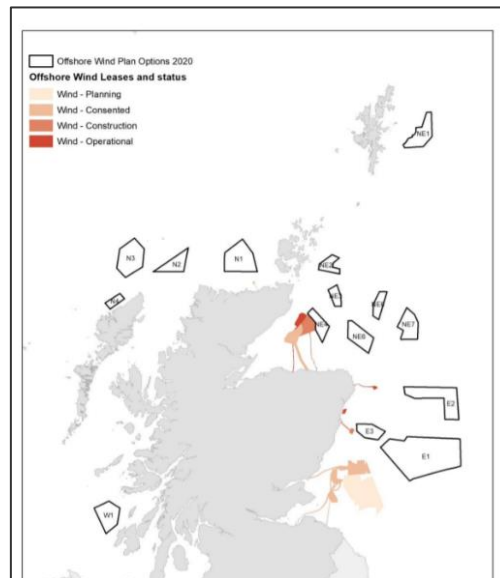 Offshore Wind Plan Options 2020
Offshore Wind Leases and status
Wind - Planning
Wind - Consented
Wind - Construction
Wind - Operational
NE1
N3
N2
N1
NE2
N4
NE3
NE4
NE6
NE7
E2
E3
E1
W1